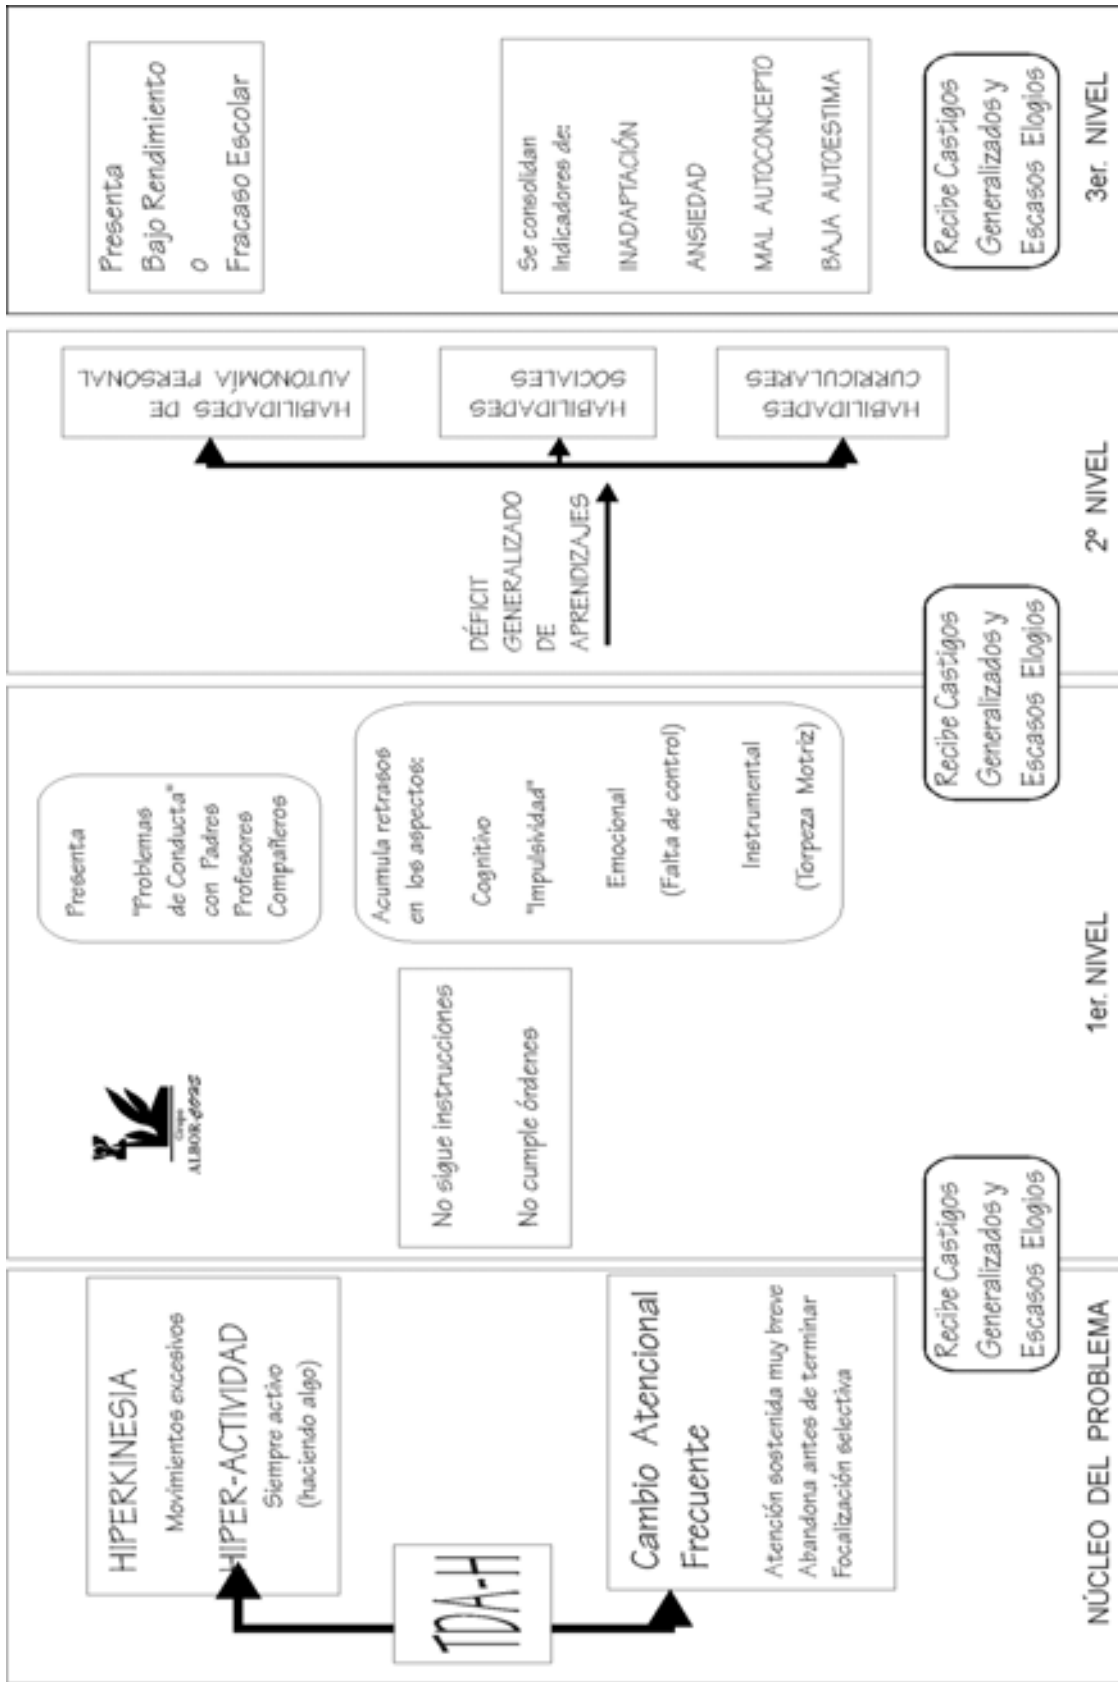 HIPERKINESIA
Movimientos excesivos
HIPER-ACTIVIDAD
Siempre activo
(haciendo algo)
TDA-H
Cambio Atencional
Frecuente
Atención sostenida muy breve
Abandona antes de terminar
Focalización selectiva
Recibe Castigos
Generalizados y
Escasos Elogios
NÚCLEO DEL PROBLEMA
Grupo
ALBOR-COHS
No sigue instrucciones
No cumple órdenes
Presenta
"Problemas
de Conducta"
con Padres
Profesores
Compañeros
Acumula retrasos
en los aspectos:
Cognitivo
"Impulsividad"
Emocional
(Falta de control)
Instrumental
(Torpeza Motriz)
1er. NIVEL
Recibe Castigos
Generalizados y
Escasos Elogios
DÉFICIT
GENERALIZADO
DE
APRENDIZAJES
HABILIDADES DE
AUTONOMÍA PERSONAL
HABILIDADES
SOCIALES
HABILIDADES
CURRICULARES
2º NIVEL
Presenta
Bajo Rendimiento
o
Fracaso Escolar
Se consolidan
Indicadores de:
INADAPTACIÓN
ANSIEDAD
MAL AUTOCONCEPTO
BAJA AUTOESTIMA
Recibe Castigos
Generalizados y
Escasos Elogios
3er. NIVEL